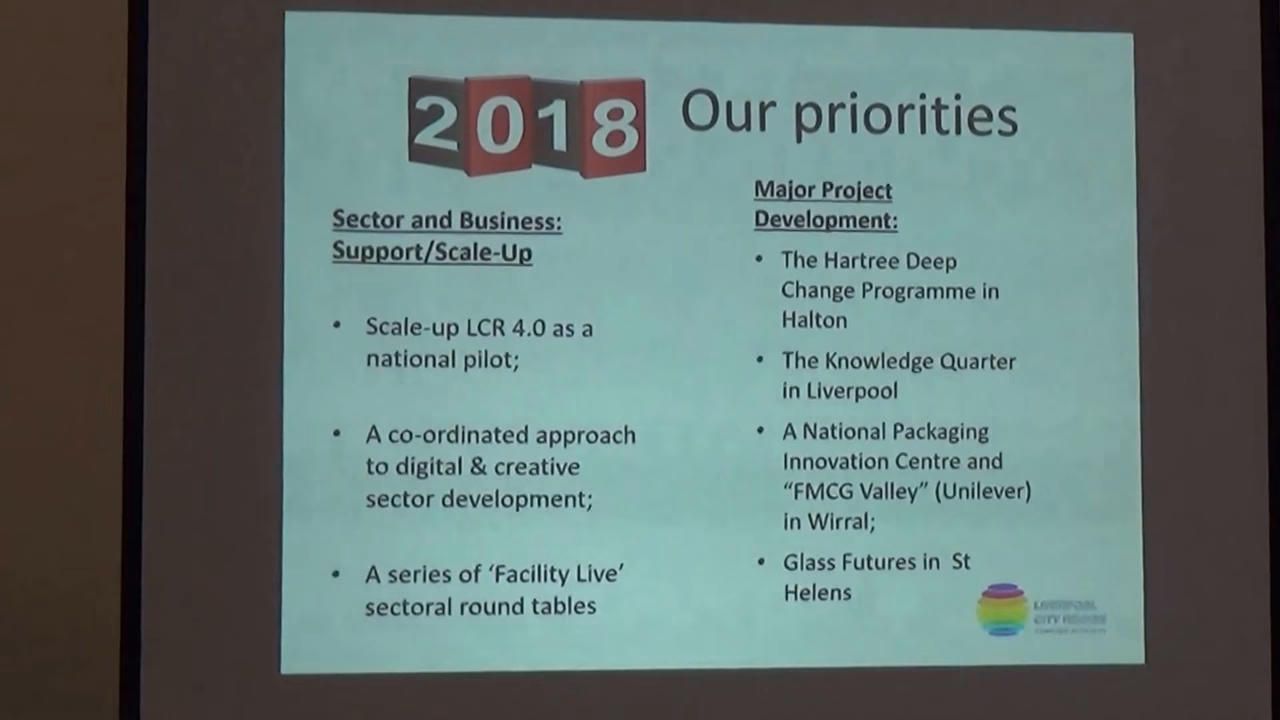 2018 Our priorities
Sector and Business:
Support/Scale-Up
• Scale-up LCR 4.0 as a
national pilot;
• A co-ordinated approach
to digital & creative
sector development;
• A series of ‘Facility Live’
sectoral round tables
Major Project
Development:
• The Hartree Deep
Change Programme in
Halton
• The Knowledge Quarter
in Liverpool
• A National Packaging
Innovation Centre and
“FMCG Valley” (Unilever)
in Wirral;
• Glass Futures in St
Helens
LIVERPOOL
CITY REGION